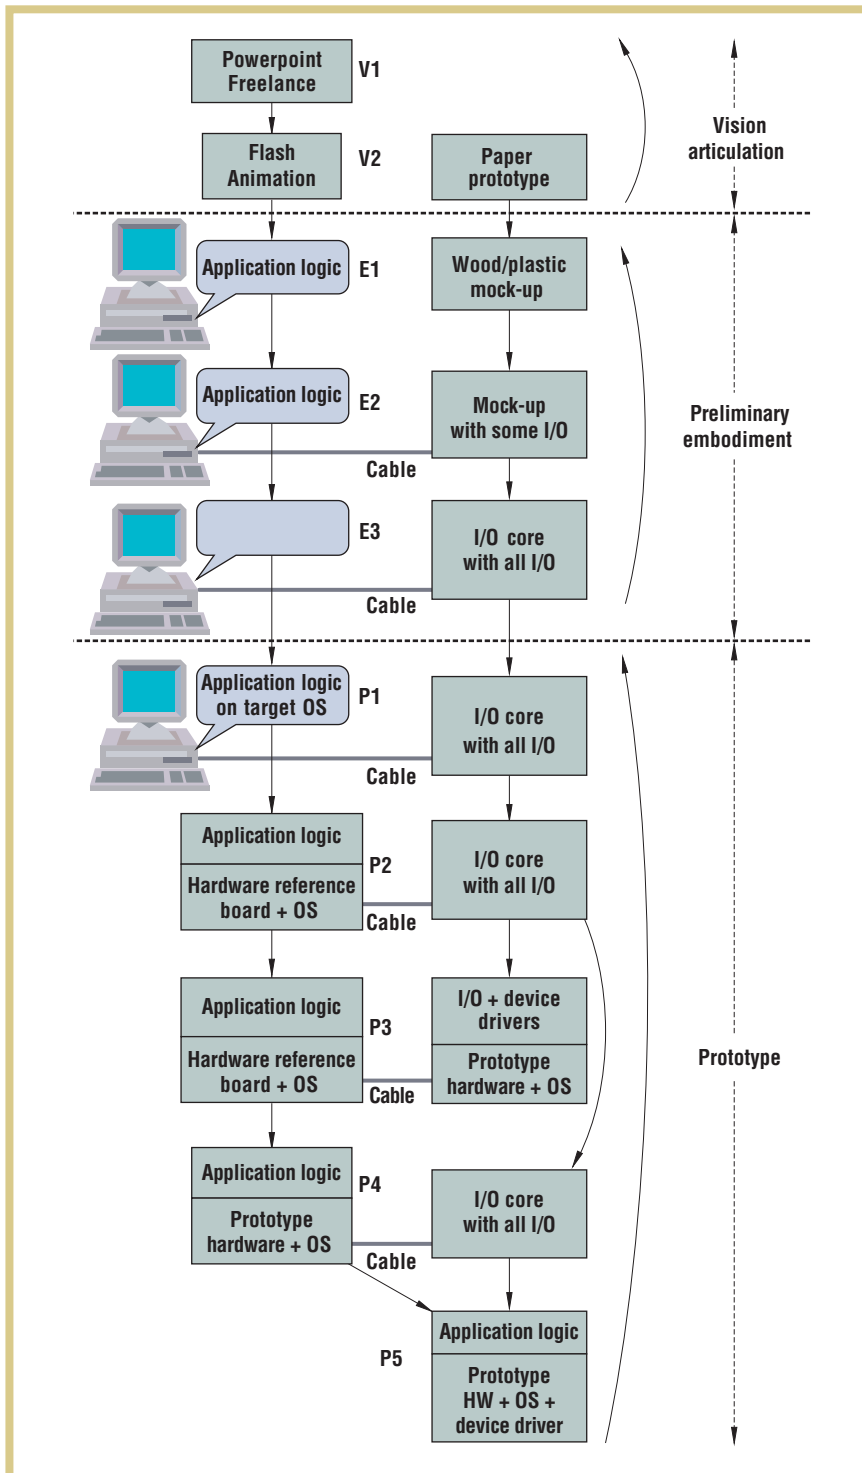 Powerpoint
Freelance
V1
Flash
Animation
V2
Paper
prototype
Vision
articulation
Application logic
E1
Wood/plastic
mock-up
Application logic
E2
Mock-up
with some I/O
Cable
Preliminary
embodiment
E3
I/O core
with all I/O
Cable
Application logic
on target OS
P1
I/O core
with all I/O
Cable
Application logic
Hardware reference
board + OS
P2
I/O core
with all I/O
Cable
Application logic
Hardware reference
board + OS
P3
I/O + device
drivers
Prototype
hardware + OS
Cable
Prototype
Application logic
Prototype
hardware + OS
P4
I/O core
with all I/O
Cable
P5
Application logic
Prototype
HW + OS +
device driver